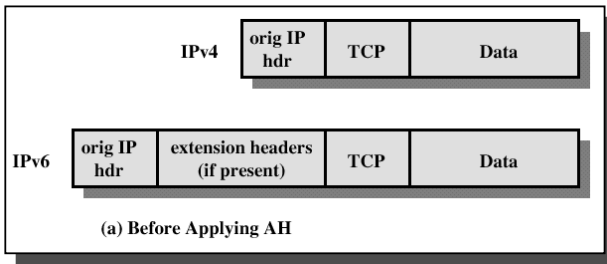 IPv4 orig IP hdr TCP Data
IPv6 orig IP hdr extension headers (if present) TCP Data
(a) Before Applying AH